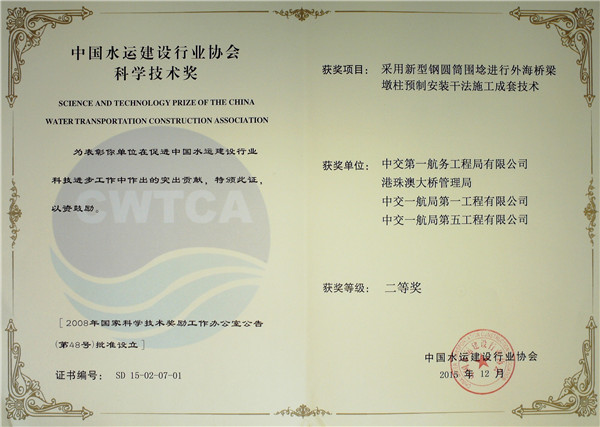 中国水运建设行业协会
科学技术奖
SCIENCE AND TECHNOLOGY PRIZE OF THE CHINA
WATER TRANSPORTATION CONSTRUCTION ASSOCIATION
为表彰你单位在促进中国水运建设行业
科技进步工作中作出的突出贡献，特颁此证，
以资鼓励。
CWTCA
[ 2008年国家科学技术奖励工作办公室公告
(第48号)批准设立 ]
证书编号： SD 15-02-07-01
获奖项目： 采用新型钢圆筒围埝进行外海桥梁
墩柱预制安装干法施工成套技术
获奖单位： 中交第一航务工程局有限公司
港珠澳大桥管理局
中交一航局第一工程有限公司
中交一航局第五工程有限公司
获奖等级： 二等奖
中国水运建设行业协会
2015 年 12 月